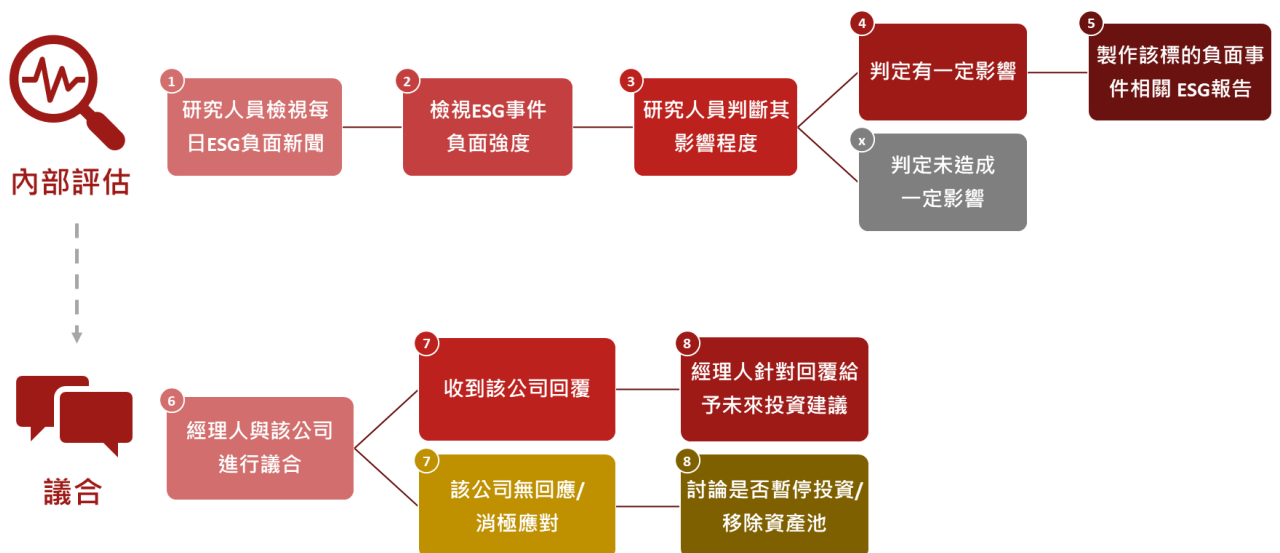 內部評估
1
研究人員檢視每
日ESG負面新聞
2
檢視ESG事件
負面強度
3
研究人員判斷其
影響程度
4
判定有一定影響
5
製作該標的負面事
件相關 ESG報告
x
判定未造成
一定影響
議合
6
經理人與該公司
進行議合
7
收到該公司回覆
8
經理人針對回覆給
予未來投資建議
7
該公司無回應/
消極應對
8
討論是否暫停投資/
移除資產池